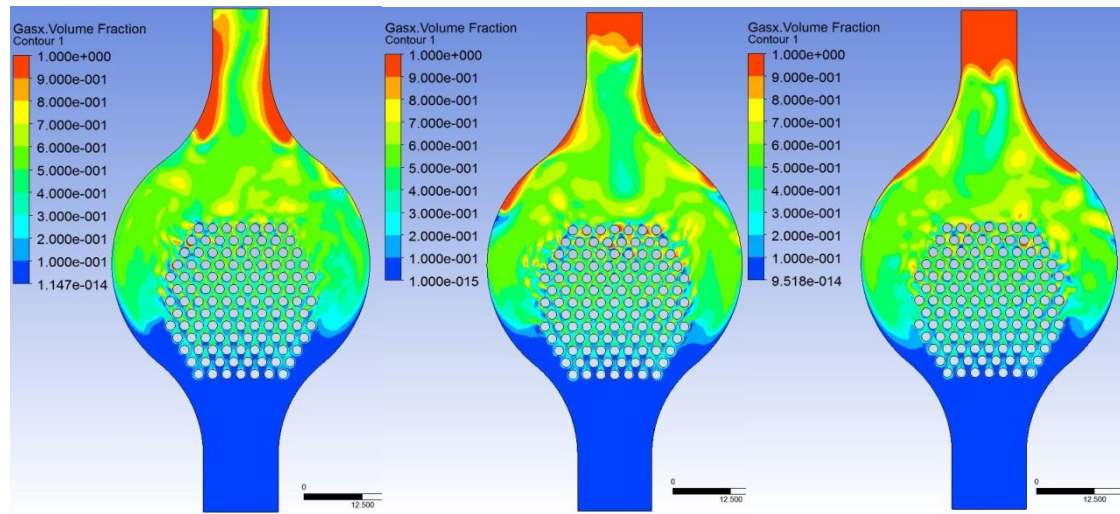 Gasx.Volume Fraction
Contour 1
1.000e+000
9.000e-001
8.000e-001
7.000e-001
6.000e-001
5.000e-001
4.000e-001
3.000e-001
2.000e-001
1.000e-001
1.147e-014
0
12.500
Gasx.Volume Fraction
Contour 1
1.000e+000
9.000e-001
8.000e-001
7.000e-001
6.000e-001
5.000e-001
4.000e-001
3.000e-001
2.000e-001
1.000e-001
1.000e-015
0
12.500
Gasx.Volume Fraction
Contour 1
1.000e+000
9.000e-001
8.000e-001
7.000e-001
6.000e-001
5.000e-001
4.000e-001
3.000e-001
2.000e-001
1.000e-001
9.518e-014
0
12.500